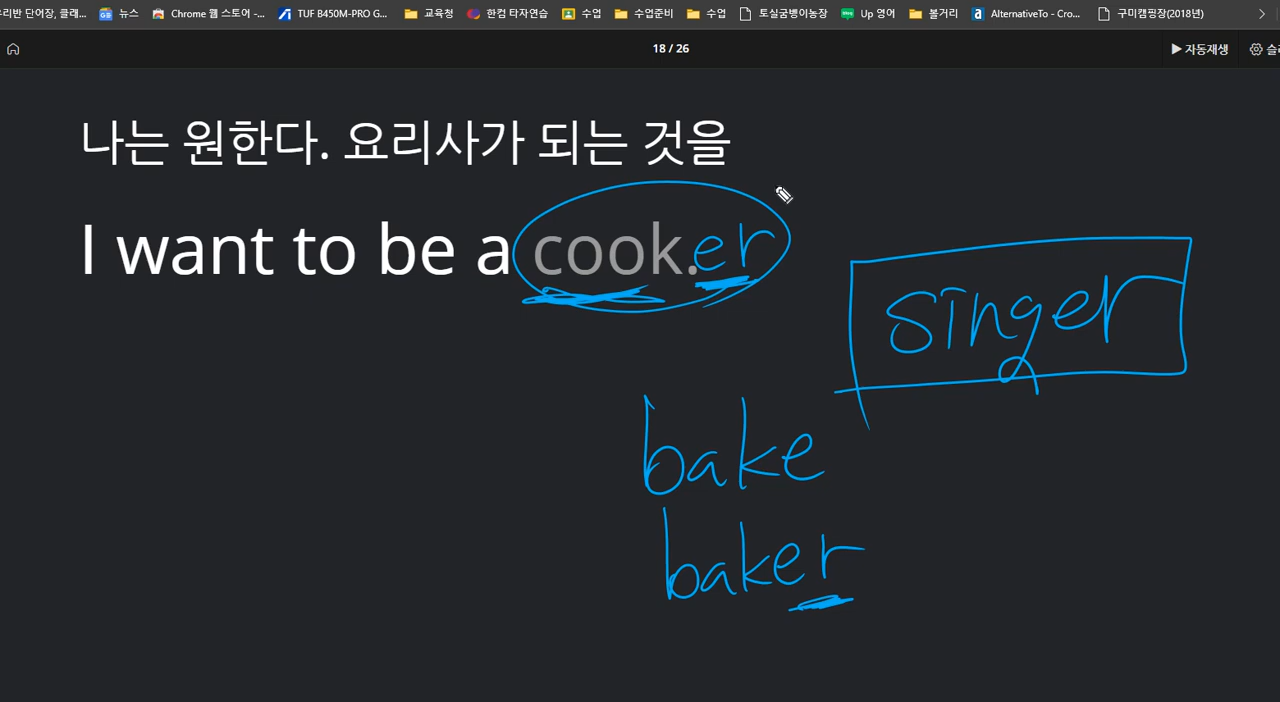 우리반 단어장, 클래... 뉴스 Chrome 웹 스토어 -... TUF B450M-PRO G... 교육청 한컴 타자연습 수업 수업준비 수업 토실굼벵이농장 Up 영어 볼거리 AlternativeTo - Cro... 구미캠핑장(2018년)
18 / 26 자동재생 슬
나는 원한다. 요리사가 되는 것을
I want to be a cook.er
singer
bake
baker